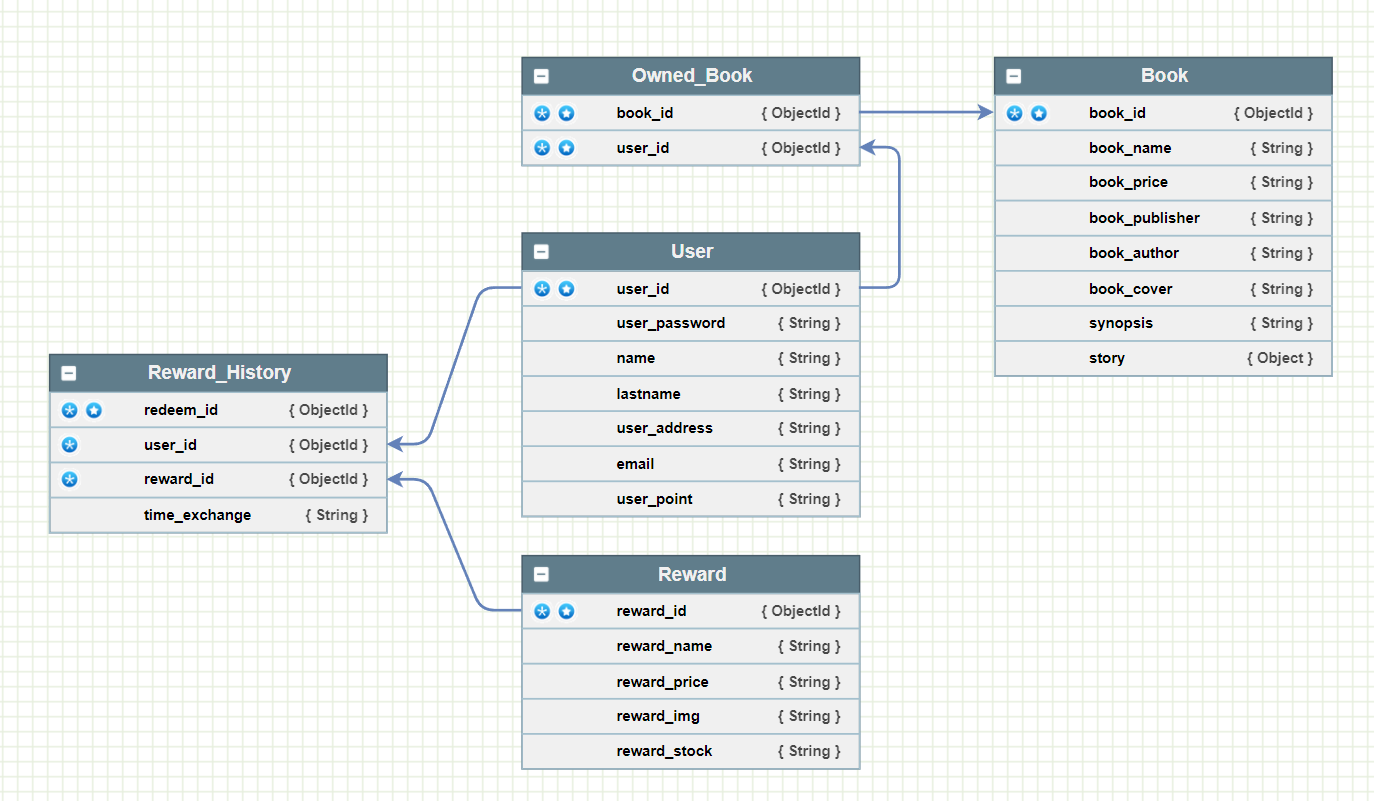 Owned_Book
book_id { ObjectId }
user_id { ObjectId }
Book
book_id { ObjectId }
book_name { String }
book_price { String }
book_publisher { String }
book_author { String }
book_cover { String }
synopsis { String }
story { Object }
User
user_id { ObjectId }
user_password { String }
name { String }
lastname { String }
user_address { String }
email { String }
user_point { String }
Reward_History
redeem_id { ObjectId }
user_id { ObjectId }
reward_id { ObjectId }
time_exchange { String }
Reward
reward_id { ObjectId }
reward_name { String }
reward_price { String }
reward_img { String }
reward_stock { String }